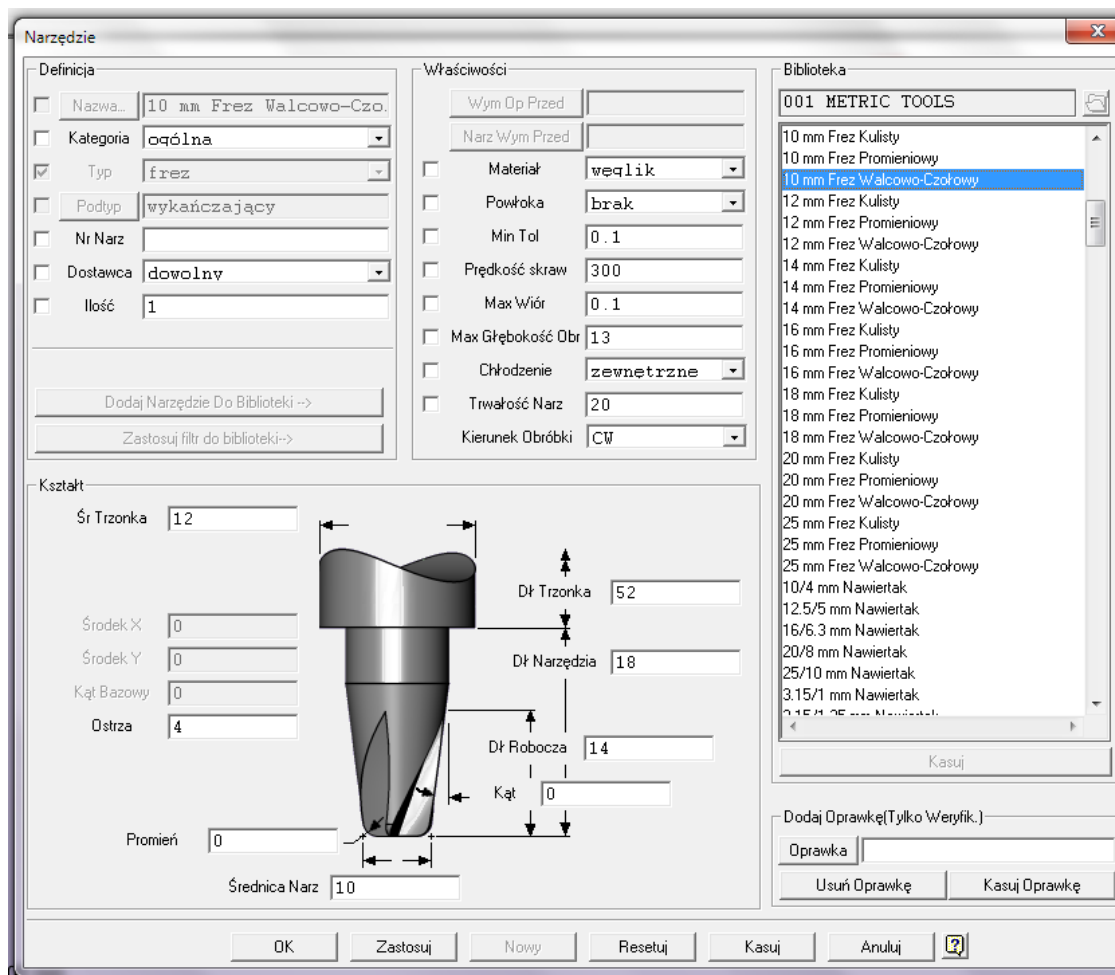 Narzędzie
Definicja
Nazwa... 10 mm Frez Walcowo-Czo.
Kategoria ogólna
Typ frez
Podtyp wykańczający
Nr Narz
Dostawca dowolny
Ilość 1
Dodaj Narzędzie Do Biblioteki -->
Zastosuj filtr do biblioteki-->
Właściwości
Wym Op Przed
Narz Wym Przed
Materiał węglik
Powłoka brak
Min Tol 0.1
Prędkość skraw 300
Max Wiór 0.1
Max Głębokość Obr 13
Chłodzenie zewnętrzne
Trwałość Narz 20
Kierunek Obróbki CW
Biblioteka
001 METRIC TOOLS
10 mm Frez Kulisty
10 mm Frez Promieniowy
10 mm Frez Walcowo-Czołowy
12 mm Frez Kulisty
12 mm Frez Promieniowy
12 mm Frez Walcowo-Czołowy
14 mm Frez Kulisty
14 mm Frez Promieniowy
14 mm Frez Walcowo-Czołowy
16 mm Frez Kulisty
16 mm Frez Promieniowy
16 mm Frez Walcowo-Czołowy
18 mm Frez Kulisty
18 mm Frez Promieniowy
18 mm Frez Walcowo-Czołowy
20 mm Frez Kulisty
20 mm Frez Promieniowy
20 mm Frez Walcowo-Czołowy
25 mm Frez Kulisty
25 mm Frez Promieniowy
25 mm Frez Walcowo-Czołowy
10/4 mm Nawiertak
12.5/5 mm Nawiertak
16/6.3 mm Nawiertak
20/8 mm Nawiertak
25/10 mm Nawiertak
3.15/1 mm Nawiertak
3.15/1.25 mm Nawiertak
Kasuj
Kształt
Śr Trzonka 12
Dł Trzonka 52
Środek X 0
Środek Y 0
Dł Narzędzia 18
Kąt Bazowy 0
Ostrza 4
Dł Robocza 14
Kąt 0
Promień 0
Średnica Narz 10
Dodaj Oprawkę(Tylko Weryfik.)
Oprawka
Usuń Oprawkę Kasuj Oprawkę
OK Zastosuj Nowy Resetuj Kasuj Anuluj ?